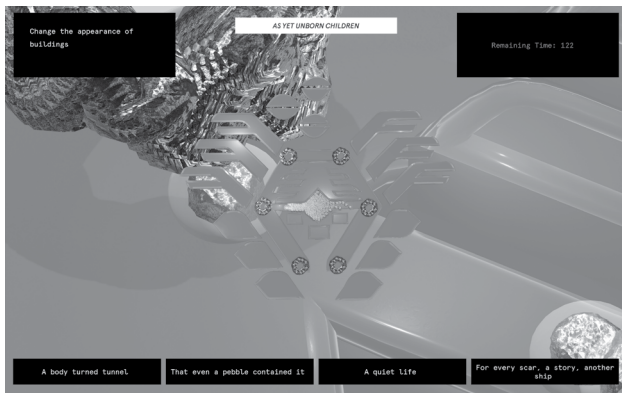 Change the appearance of
buildings
AS YET UNBORN CHILDREN
Remaining Time: 122
A body turned tunnel
That even a pebble contained it
A quiet life
For every scar, a story, another
ship